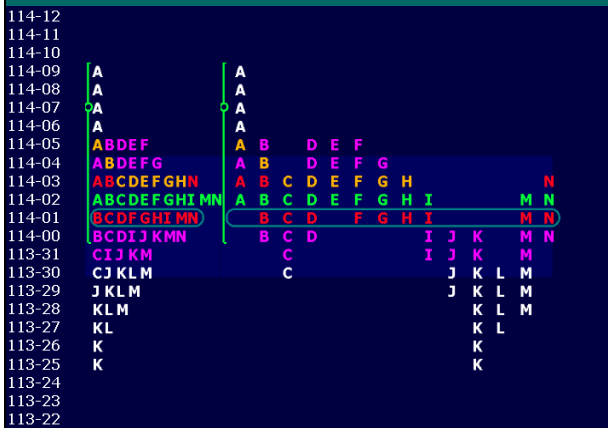 114-12
114-11
114-10
114-09 A A
114-08 A A
114-07 A A
114-06 A A
114-05 ABDEF A B D E F
114-04 ABDEFG A B D E F G
114-03 ABCDEFGHN A B C D E F G H N
114-02 ABCDEFGHIMN A B C D E F G H I M N
114-01 BCDFGHIMN B C D F G H I M N
114-00 BCDIJKMN B C D I J K M N
113-31 CIJKM C I J K M
113-30 CJKLM C J K L M
113-29 JKLM J K L M
113-28 KLM K L M
113-27 KL K L
113-26 K K
113-25 K K
113-24
113-23
113-22